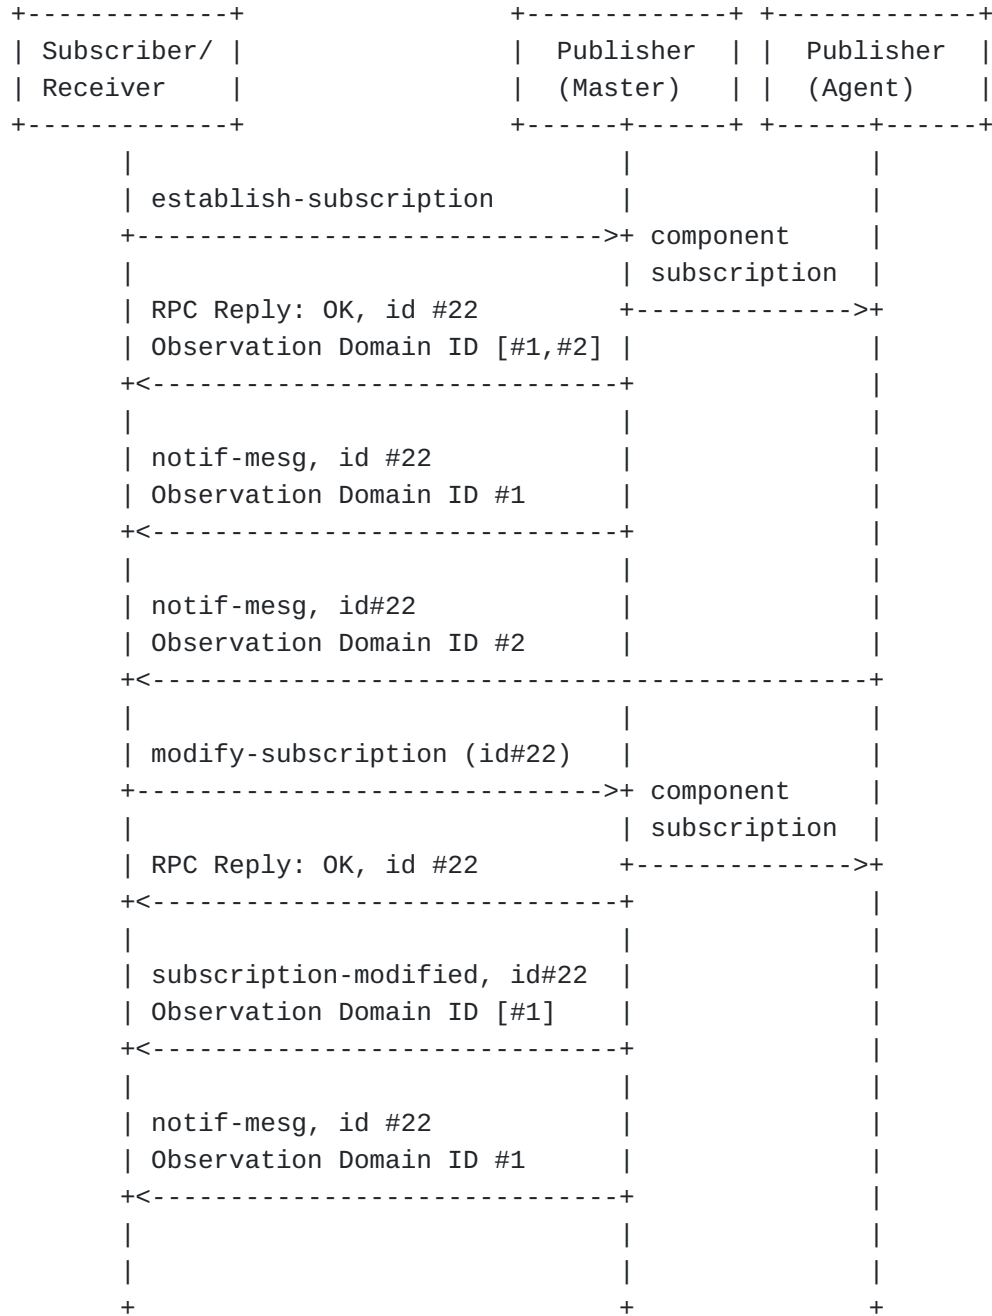 +-------------+              +-------------+ +-------------+
| Subscriber/ |              |  Publisher  | |  Publisher  |
| Receiver    |              |  (Master)   | |  (Agent)    |
+-------------+              +------+------+ +------+------+
       |                               |               |
       | establish-subscription        |               |
       +------------------------------>+ component     |
       |                               | subscription  |
       | RPC Reply: OK, id #22         +-------------->+
       | Observation Domain ID [#1,#2] |               |
       +<------------------------------+               |
       |                               |               |
       | notif-mesg, id #22            |               |
       | Observation Domain ID #1      |               |
       +<------------------------------+               |
       |                               |               |
       | notif-mesg, id#22             |               |
       | Observation Domain ID #2      |               |
       +<----------------------------------------------+
       |                               |               |
       | modify-subscription (id#22)   |               |
       +------------------------------>+ component     |
       |                               | subscription  |
       | RPC Reply: OK, id #22         +-------------->+
       +<------------------------------+               |
       |                               |               |
       | subscription-modified, id#22  |               |
       | Observation Domain ID [#1]    |               |
       +<------------------------------+               |
       |                               |               |
       | notif-mesg, id #22            |               |
       | Observation Domain ID #1      |               |
       +<------------------------------+               |
       |                               |               |
       |                               |               |
       +                               +               +